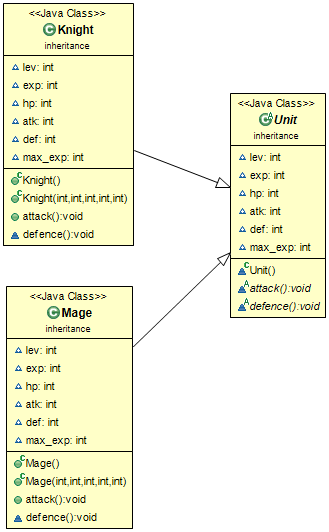 <<Java Class>>
Knight
inheritance
lev: int
exp: int
hp: int
atk: int
def: int
max_exp: int
Knight()
Knight(int,int,int,int,int)
attack():void
defence():void
<<Java Class>>
Unit
inheritance
lev: int
exp: int
hp: int
atk: int
def: int
max_exp: int
Unit()
attack():void
defence():void
<<Java Class>>
Mage
inheritance
lev: int
exp: int
hp: int
atk: int
def: int
max_exp: int
Mage()
Mage(int,int,int,int,int)
attack():void
defence():void